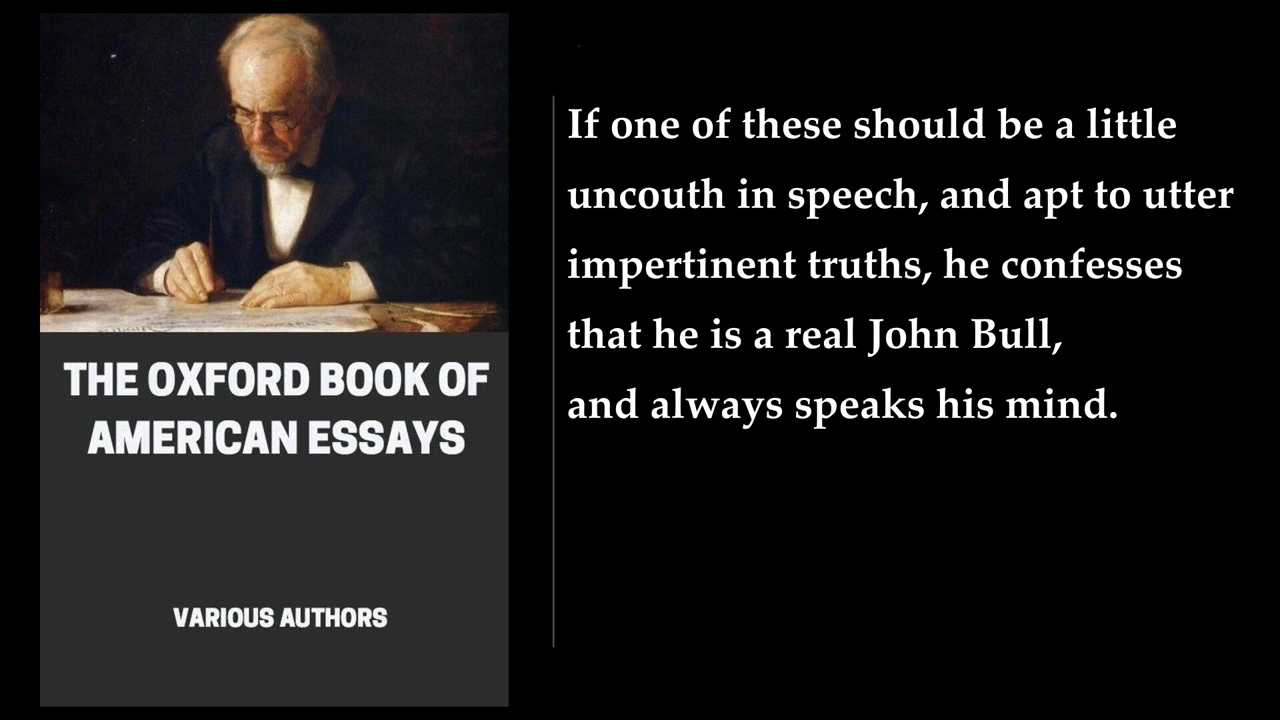 THE OXFORD BOOK OF
AMERICAN ESSAYS
VARIOUS AUTHORS
If one of these should be a little
uncouth in speech, and apt to utter
impertinent truths, he confesses
that he is a real John Bull,
and always speaks his mind.